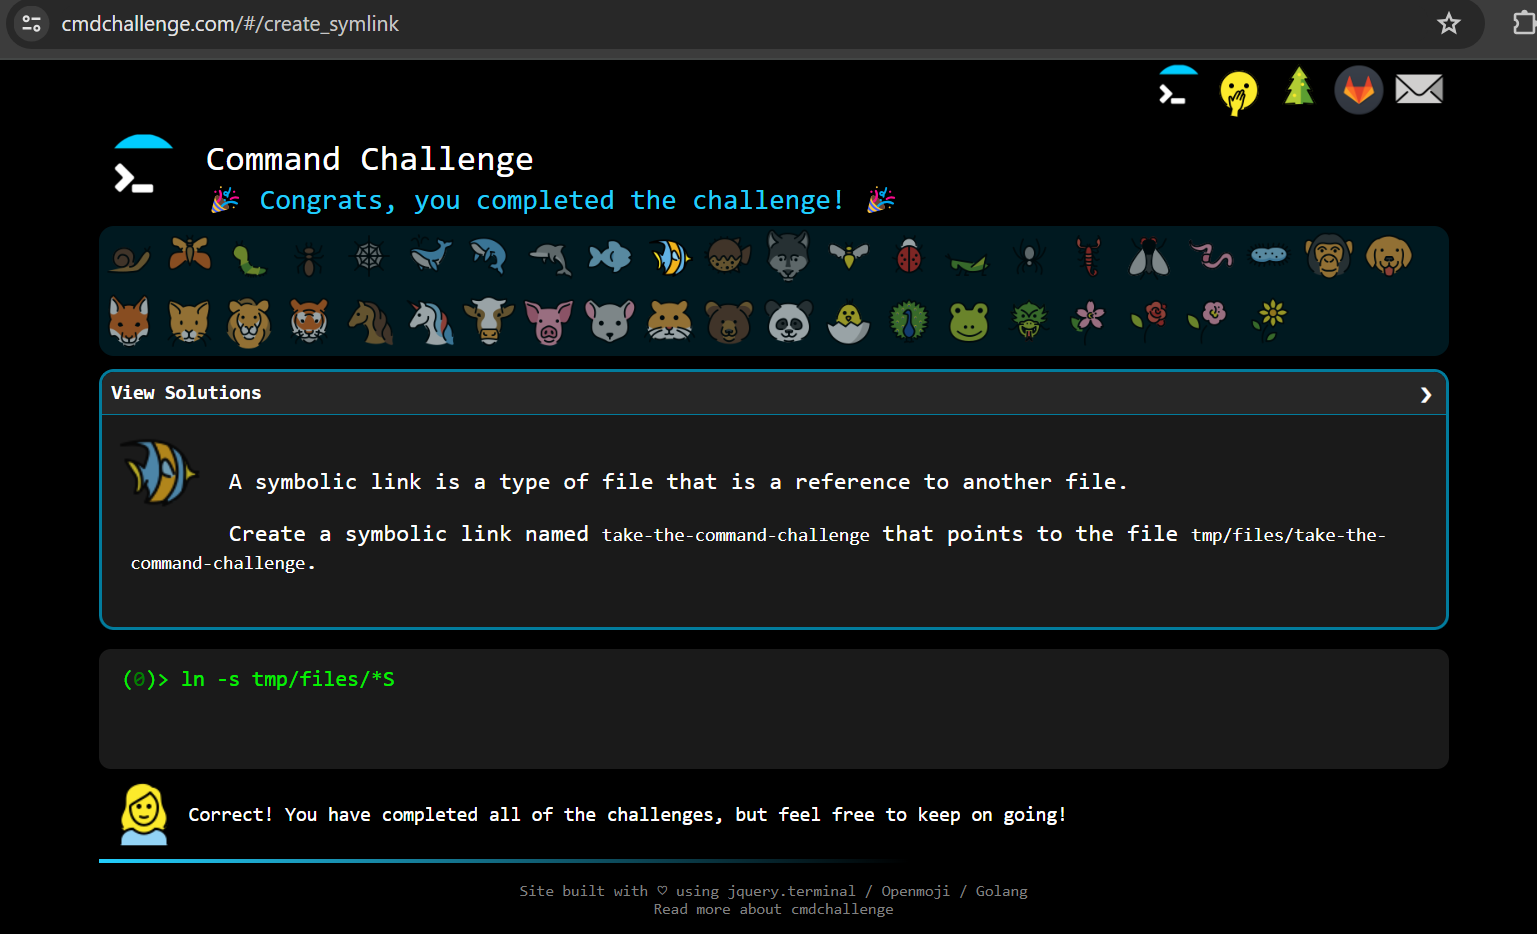 cmdchallenge.com/#/create_symlink
Command Challenge
🎉 Congrats, you completed the challenge! 🎉
View Solutions
A symbolic link is a type of file that is a reference to another file.
Create a symbolic link named take-the-command-challenge that points to the file tmp/files/take-the-
command-challenge.
(0)> ln -s tmp/files/*S
Correct! You have completed all of the challenges, but feel free to keep on going!
Site built with ♡ using jquery.terminal / Openmoji / Golang
Read more about cmdchallenge